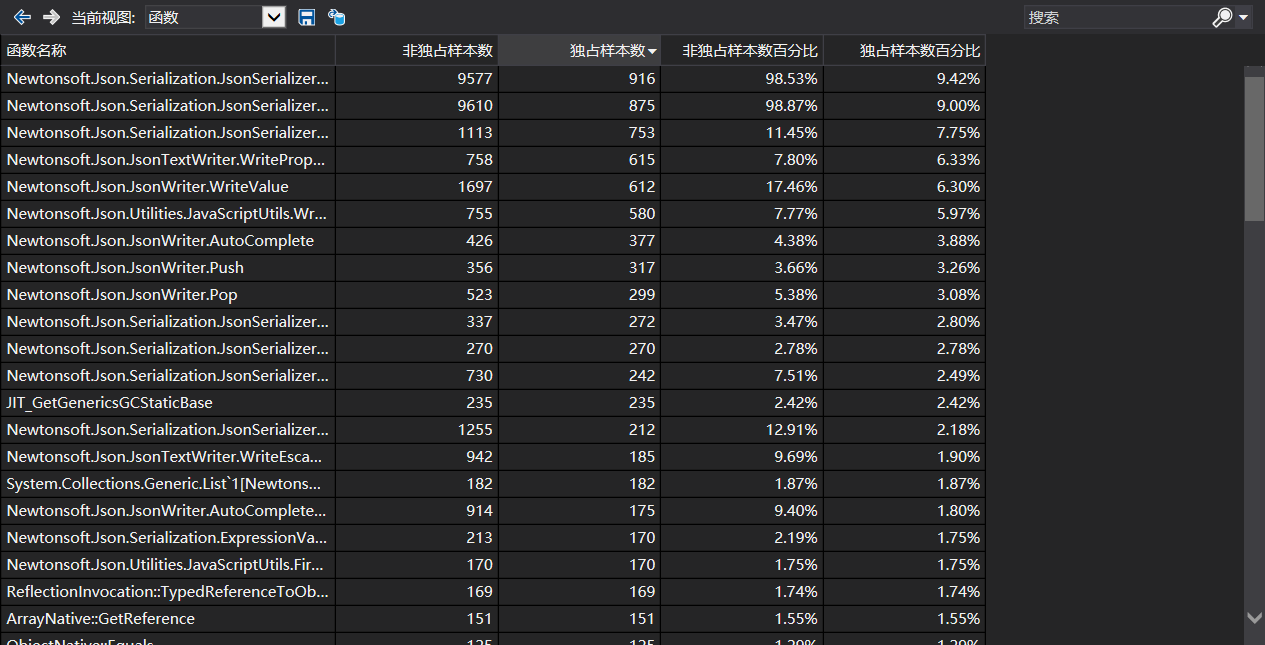 当前视图: 函数 搜索
函数名称 非独占样本数 独占样本数 非独占样本数百分比 独占样本数百分比
Newtonsoft.Json.Serialization.JsonSerializer... 9577 916 98.53% 9.42%
Newtonsoft.Json.Serialization.JsonSerializer... 9610 875 98.87% 9.00%
Newtonsoft.Json.Serialization.JsonSerializer... 1113 753 11.45% 7.75%
Newtonsoft.Json.JsonTextWriter.WriteProp... 758 615 7.80% 6.33%
Newtonsoft.Json.JsonWriter.WriteValue 1697 612 17.46% 6.30%
Newtonsoft.Json.Utilities.JavaScriptUtils.Wr... 755 580 7.77% 5.97%
Newtonsoft.Json.JsonWriter.AutoComplete 426 377 4.38% 3.88%
Newtonsoft.Json.JsonWriter.Push 356 317 3.66% 3.26%
Newtonsoft.Json.JsonWriter.Pop 523 299 5.38% 3.08%
Newtonsoft.Json.Serialization.JsonSerializer... 337 272 3.47% 2.80%
Newtonsoft.Json.Serialization.JsonSerializer... 270 270 2.78% 2.78%
Newtonsoft.Json.Serialization.JsonSerializer... 730 242 7.51% 2.49%
JIT_GetGenericsGCStaticBase 235 235 2.42% 2.42%
Newtonsoft.Json.Serialization.JsonSerializer... 1255 212 12.91% 2.18%
Newtonsoft.Json.JsonTextWriter.WriteEsca... 942 185 9.69% 1.90%
System.Collections.Generic.List`1[Newtons... 182 182 1.87% 1.87%
Newtonsoft.Json.JsonWriter.AutoComplete... 914 175 9.40% 1.80%
Newtonsoft.Json.Serialization.ExpressionVa... 213 170 2.19% 1.75%
Newtonsoft.Json.Utilities.JavaScriptUtils.Fir... 170 170 1.75% 1.75%
ReflectionInvocation::TypedReferenceToOb... 169 169 1.74% 1.74%
ArrayNative::GetReference 151 151 1.55% 1.55%
ObjectNative::Equals